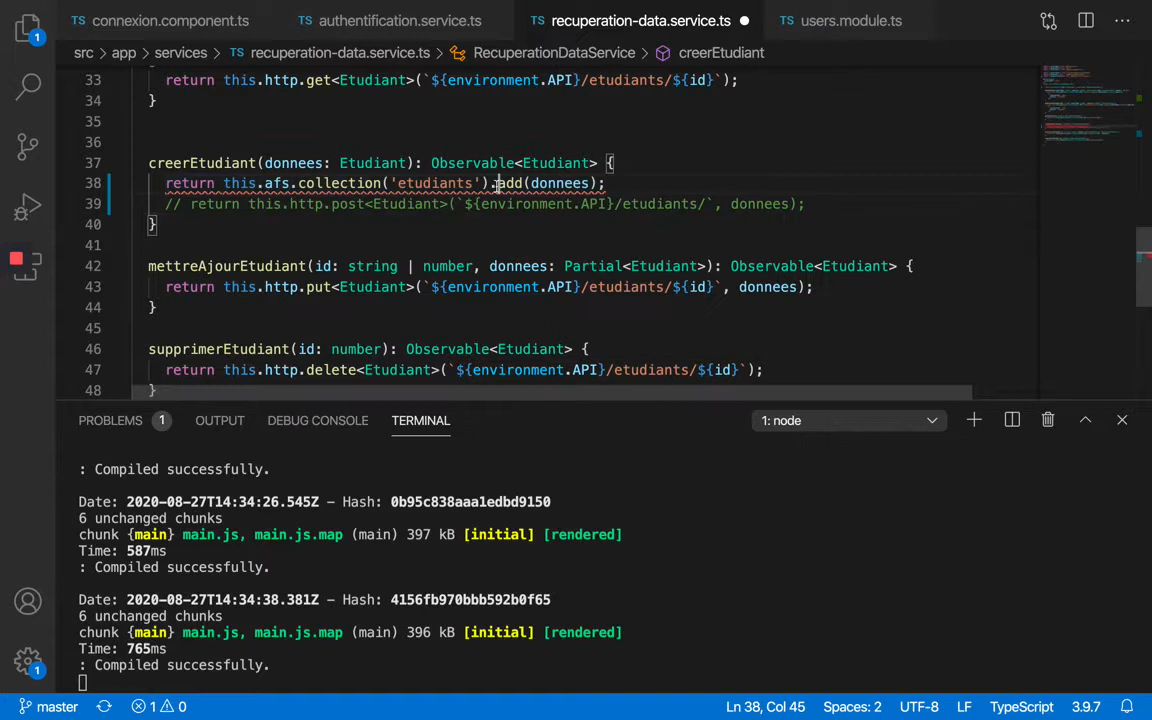 connexion.component.ts TS authentification.service.ts TS recuperation-data.service.ts TS users.module.ts
src > app > services > TS recuperation-data.service.ts > RecuperationDataService > creerEtudiant
33 return this.http.get<Etudiant>(`${environment.API}/etudiants/${id}`);
34 }
35
36
37 creerEtudiant(donnees: Etudiant): Observable<Etudiant> {
38 return this.afs.collection('etudiants').add(donnees);
39 // return this.http.post<Etudiant>(`${environment.API}/etudiants/`, donnees);
40 }
41
42 mettreAjourEtudiant(id: string | number, donnees: Partial<Etudiant>): Observable<Etudiant> {
43 return this.http.put<Etudiant>(`${environment.API}/etudiants/${id}`, donnees);
44 }
45
46 supprimerEtudiant(id: number): Observable<Etudiant> {
47 return this.http.delete<Etudiant>(`${environment.API}/etudiants/${id}`);
48 }
PROBLEMS 1 OUTPUT DEBUG CONSOLE TERMINAL 1: node
: Compiled successfully.
Date: 2020-08-27T14:34:26.545Z - Hash: 0b95c838aaa1edbd9150
6 unchanged chunks
chunk {main} main.js, main.js.map (main) 397 kB [initial] [rendered]
Time: 587ms
: Compiled successfully.
Date: 2020-08-27T14:34:38.381Z - Hash: 4156fb970bbb592b0f65
6 unchanged chunks
chunk {main} main.js, main.js.map (main) 396 kB [initial] [rendered]
Time: 765ms
: Compiled successfully.
1
1
master 1 0 Ln 38, Col 45 Spaces: 2 UTF-8 LF TypeScript 3.9.7